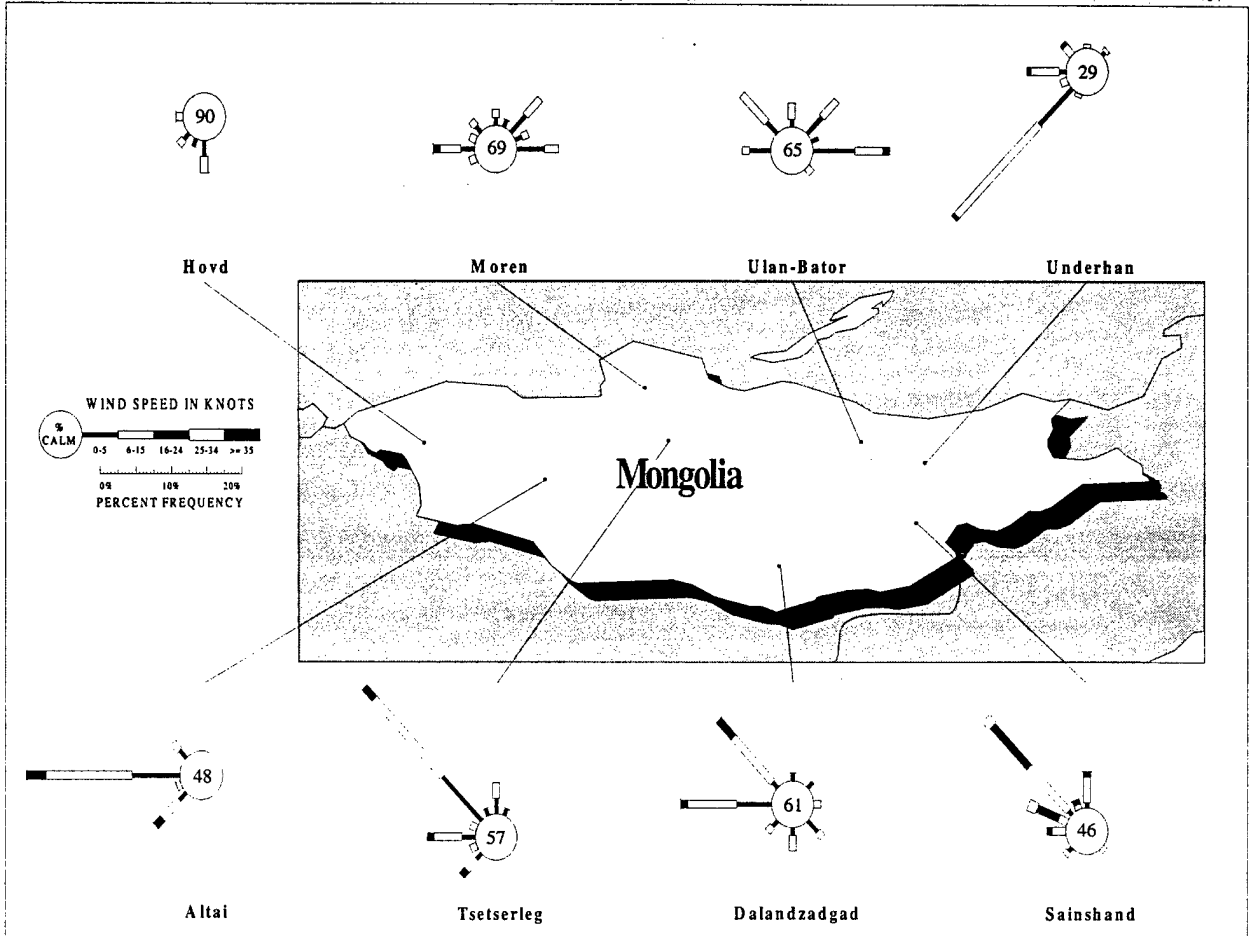 90
69
65
29
Hovd
Moren
Ulan-Bator
Underhan
WIND SPEED IN KNOTS
%
CALM
0-5 6-15 16-24 25-34 >= 35
0% 10% 20%
PERCENT FREQUENCY
Mongolia
48
57
61
46
Altai
Tsetserleg
Dalandzadgad
Sainshand